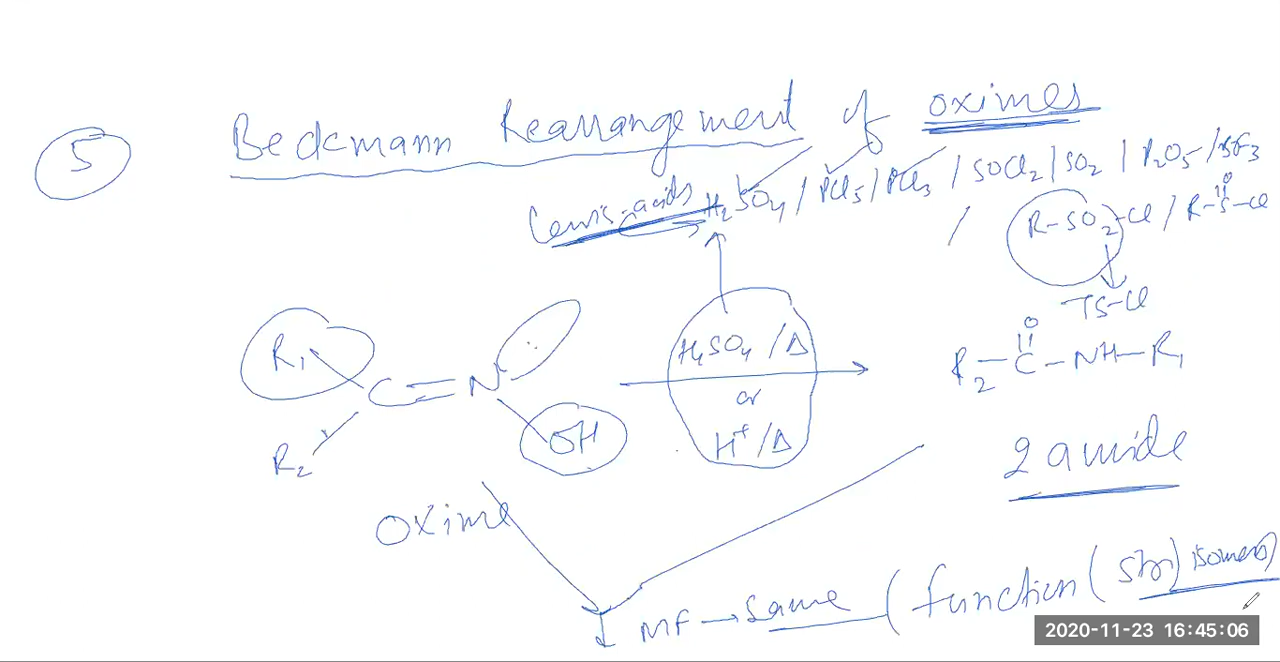 5 Beckmann Rearrangement of oximes
Lewis-acids H2SO4 / PCl5 / PCl3 / SOCl2 / SO2 / P2O5 / BF3
/ R-SO2-Cl / R-S-Cl
O
TS-Cl
R1
C=N
OH
R2
H2SO4 / Δ
or
H+ / Δ
O
R2-C-NH-R1
2 amide
oxime
MF → Same (function (str) isomers)
2020-11-23 16:45:06